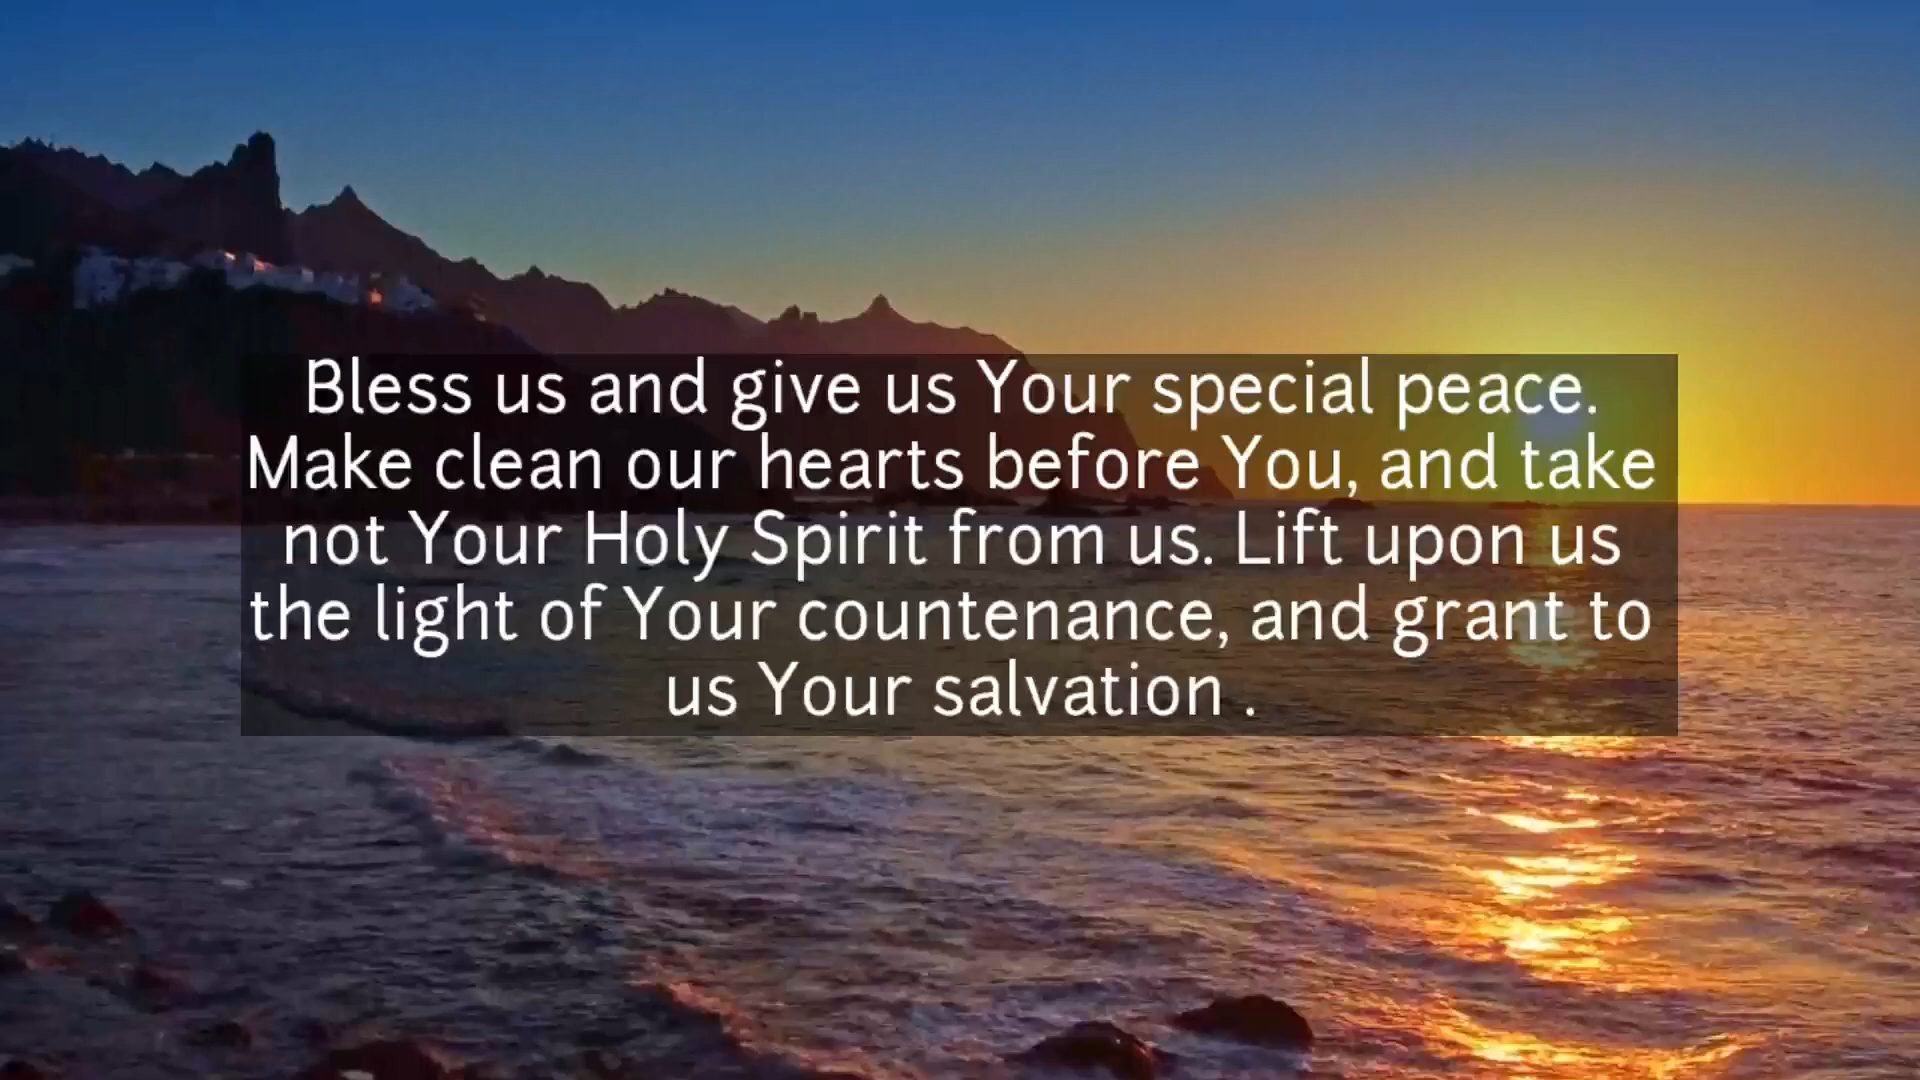 Bless us and give us Your special peace.
Make clean our hearts before You, and take
not Your Holy Spirit from us. Lift upon us
the light of Your countenance, and grant to
us Your salvation .